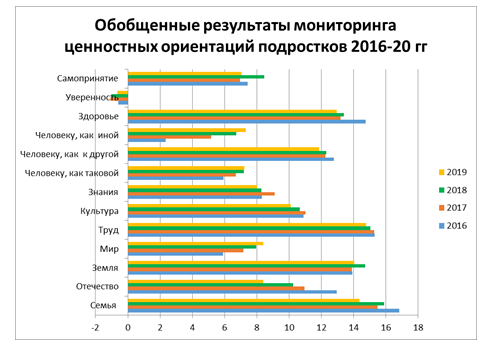 Обобщенные результаты мониторинга
ценностных ориентаций подростков 2016-20 гг
Самопринятие
Уверенность
Здоровье
Человеку, как иной
Человеку, как к другой
Человеку, как таковой
Знания
Культура
Труд
Мир
Земля
Отечество
Семья
2019
2018
2017
2016
-2 0 2 4 6 8 10 12 14 16 18